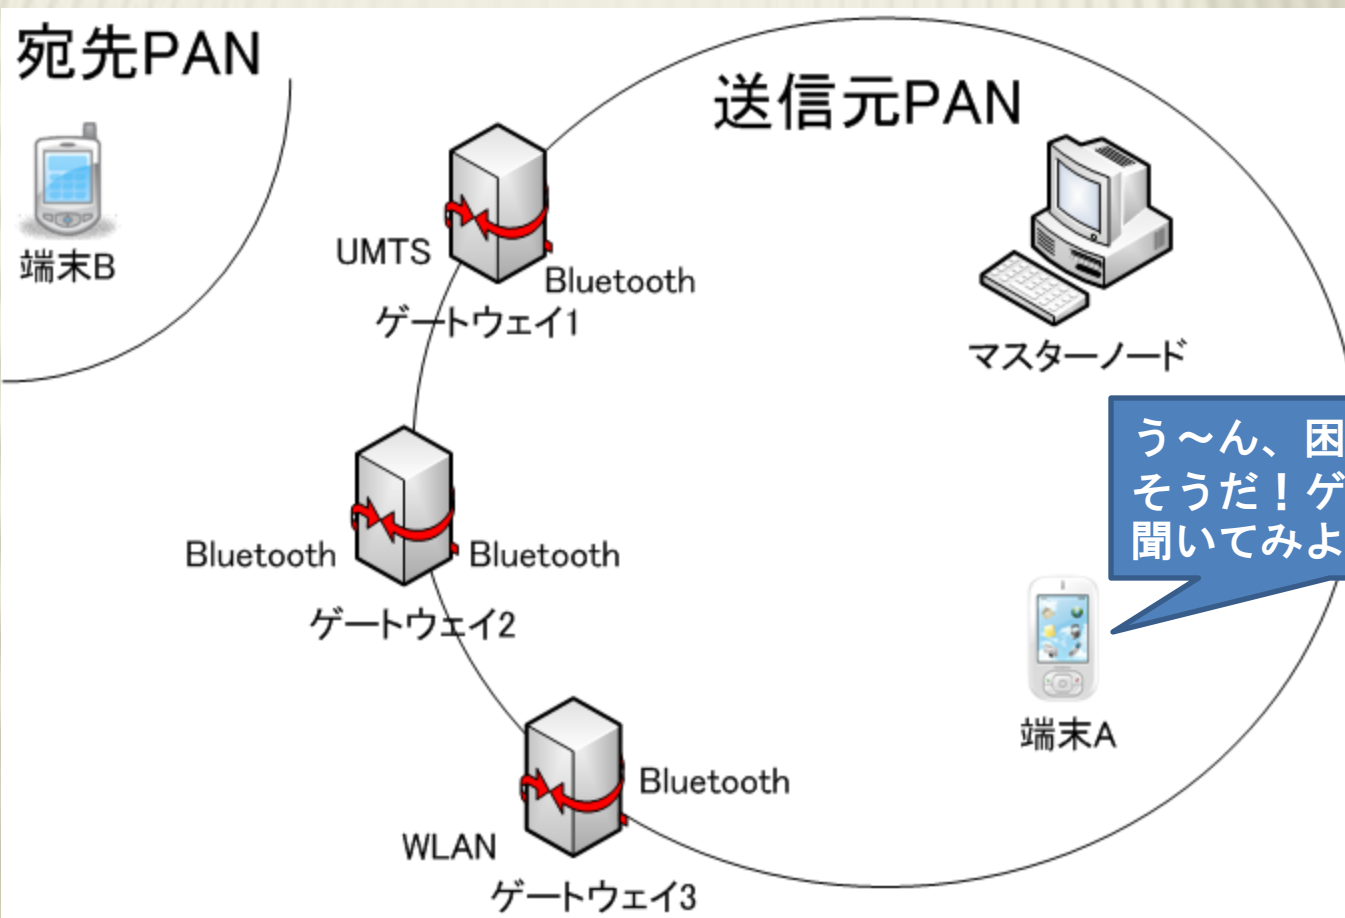 宛先PAN
送信元PAN
端末B
UMTS
Bluetooth
ゲートウェイ1
マスターノード
う～ん、困
そうだ！ゲ
聞いてみよ
Bluetooth
Bluetooth
ゲートウェイ2
端末A
Bluetooth
WLAN
ゲートウェイ3